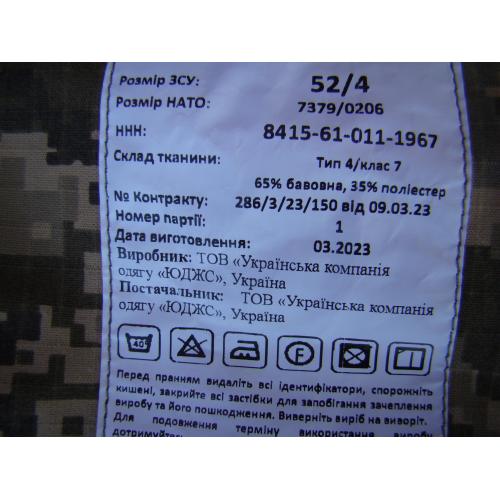 Розмір ЗСУ: 52/4
Розмір НАТО: 7379/0206
ННН: 8415-61-011-1967
Склад тканини: Тип 4/клас 7
65% бавовна, 35% поліестер
№ Контракту: 286/3/23/150 від 09.03.23
Номер партії: 1
Дата виготовлення: 03.2023
Виробник: ТОВ «Українська компанія
одягу «ЮДЖС», Україна
Постачальник: ТОВ «Українська компанія
одягу «ЮДЖС», Україна
40° F
Перед пранням видаліть всі ідентифікатори, спорожніть
кишені, закрийте всі застібки для запобігання зачеплення
виробу та його пошкодження. Виверніть виріб на виворіт.
Для подовження терміну використання виробу